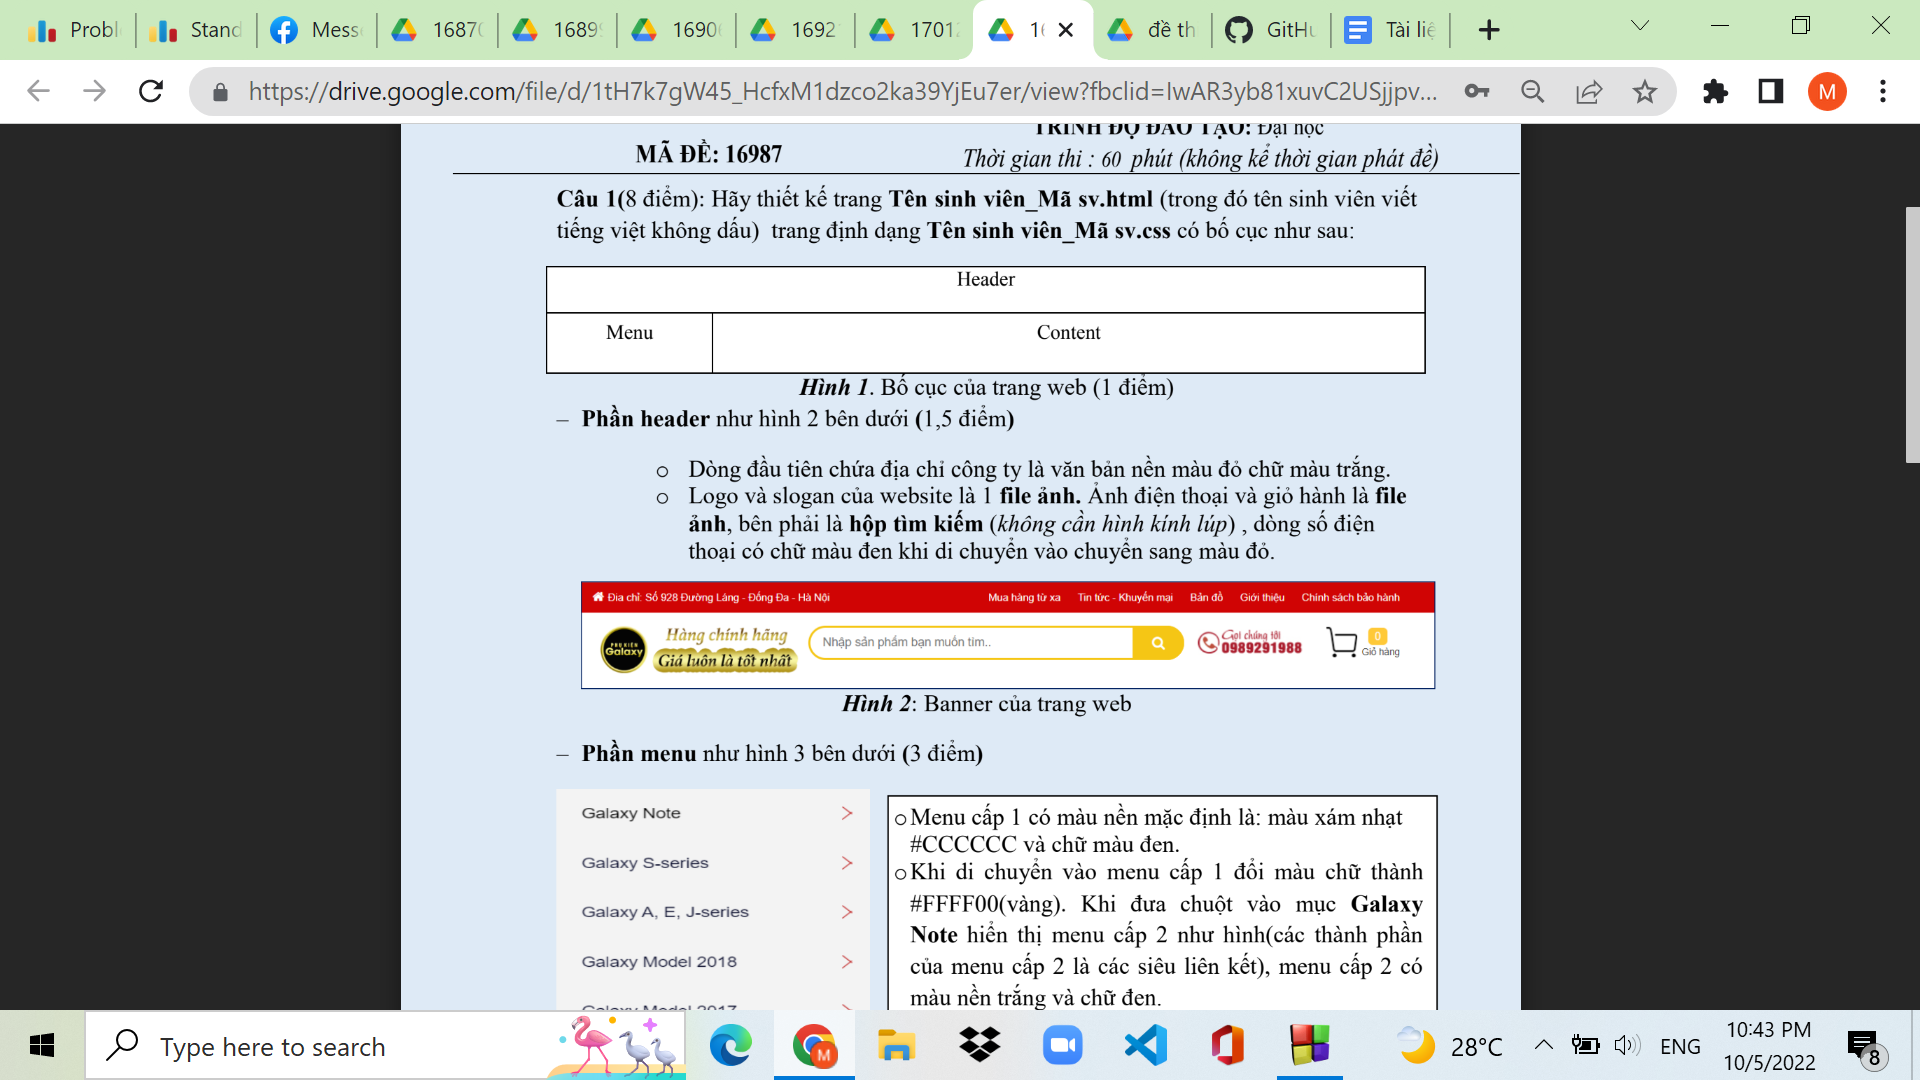 Probl
Stand
Mess
16870
1689
1690
1692
17012
16
đề th
GitHu
Tài liệ
https://drive.google.com/file/d/1tH7k7gW45_HcfxM1dzco2ka39YjEu7er/view?fbclid=IwAR3yb81xuvC2USjjpv...
M
TRÌNH ĐỘ ĐÀO TẠO: Đại học
MÃ ĐỀ: 16987
Thời gian thi : 60 phút (không kể thời gian phát đề)
Câu 1(8 điểm): Hãy thiết kế trang Tên sinh viên_Mã sv.html (trong đó tên sinh viên viết
tiếng việt không dấu) trang định dạng Tên sinh viên_Mã sv.css có bố cục như sau:
Header
Menu
Content
Hình 1. Bố cục của trang web (1 điểm)
– Phần header như hình 2 bên dưới (1,5 điểm)
o Dòng đầu tiên chứa địa chỉ công ty là văn bản nền màu đỏ chữ màu trắng.
o Logo và slogan của website là 1 file ảnh. Ảnh điện thoại và giỏ hành là file
ảnh, bên phải là hộp tìm kiếm (không cần hình kính lúp) , dòng số điện
thoại có chữ màu đen khi di chuyển vào chuyển sang màu đỏ.
Đia chỉ: Số 928 Đường Láng - Đống Đa - Hà Nội
Mua hàng từ xa
Tin tức - Khuyến mại
Bản đồ
Giới thiệu
Chính sách bảo hành
PHU KIEN
Galaxy
Hàng chính hãng
Giá luôn là tốt nhất
Nhập sản phẩm bạn muốn tìm..
Gọi chúng tôi
0989291988
0
Giỏ hàng
Hình 2: Banner của trang web
– Phần menu như hình 3 bên dưới (3 điểm)
Galaxy Note
Galaxy S-series
Galaxy A, E, J-series
Galaxy Model 2018
Galaxy Model 2017
o Menu cấp 1 có màu nền mặc định là: màu xám nhạt
#CCCCCC và chữ màu đen.
o Khi di chuyển vào menu cấp 1 đổi màu chữ thành
#FFFF00(vàng). Khi đưa chuột vào mục Galaxy
Note hiển thị menu cấp 2 như hình(các thành phần
của menu cấp 2 là các siêu liên kết), menu cấp 2 có
màu nền trắng và chữ đen.
Type here to search
M
28°C
ENG
10:43 PM
10/5/2022
8